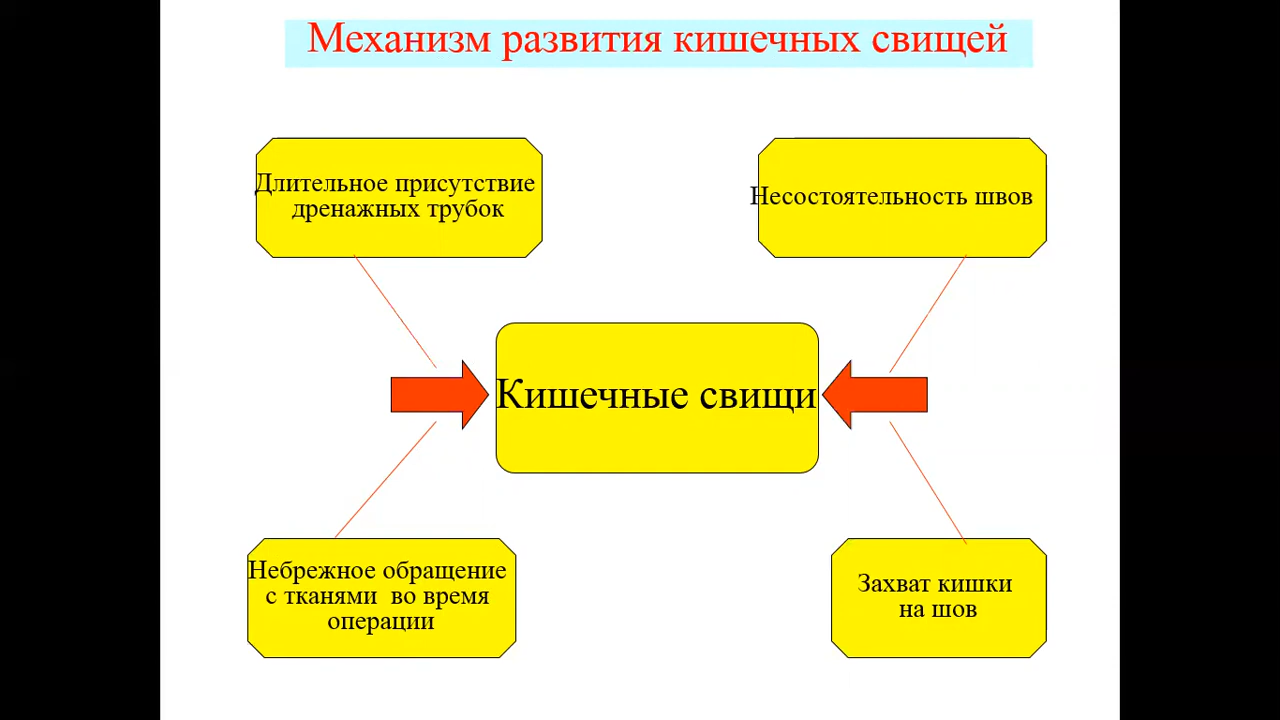 Механизм развития кишечных свищей
Длительное присутствие
дренажных трубок
Несостоятельность швов
Кишечные свищи
Небрежное обращение
с тканями во время
операции
Захват кишки
на шов